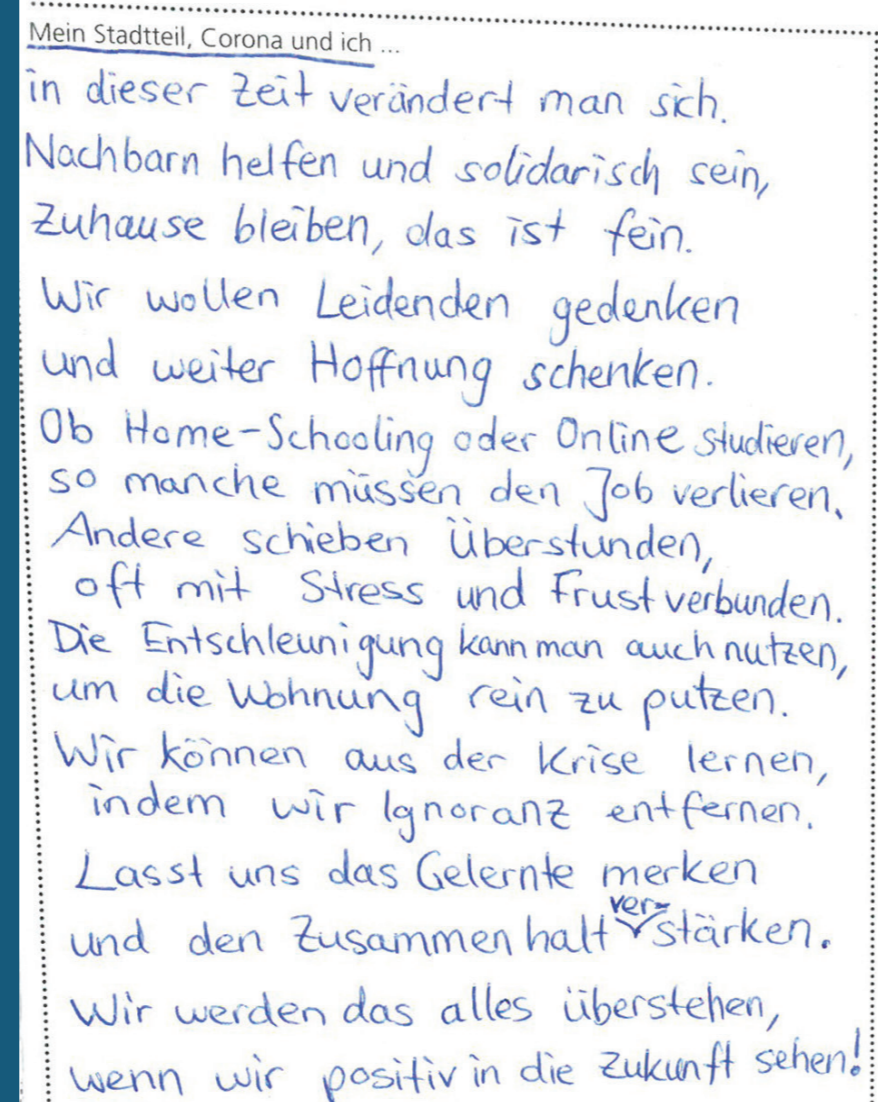 Mein Stadtteil, Corona und ich ...
in dieser Zeit verändert man sich.
Nachbarn helfen und solidarisch sein,
Zuhause bleiben, das ist fein.
Wir wollen Leidenden gedenken
und weiter Hoffnung schenken.
Ob Home-Schooling oder Online studieren,
so manche müssen den Job verlieren.
Andere schieben Überstunden,
oft mit Stress und Frust verbunden.
Die Entschleunigung kann man auch nutzen,
um die Wohnung rein zu putzen.
Wir können aus der Krise lernen,
indem wir Ignoranz entfernen.
Lasst uns das Gelernte merken
und den Zusammenhalt verstärken.
Wir werden das alles überstehen,
wenn wir positiv in die Zukunft sehen!